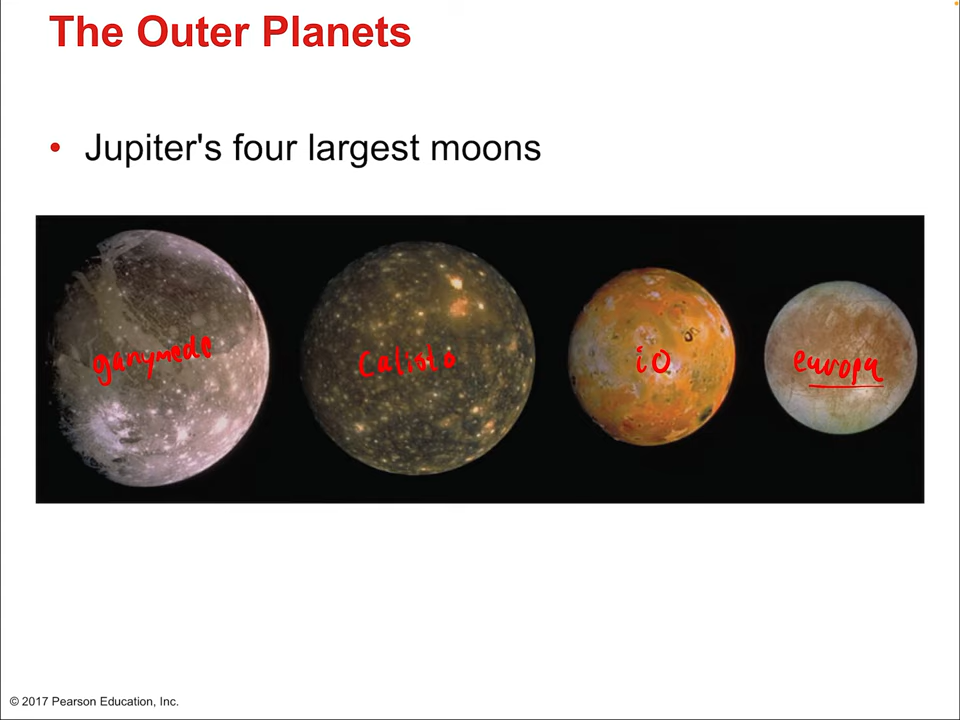 The Outer Planets
• Jupiter's four largest moons
ganymede
Calisto
io
europa
© 2017 Pearson Education, Inc.